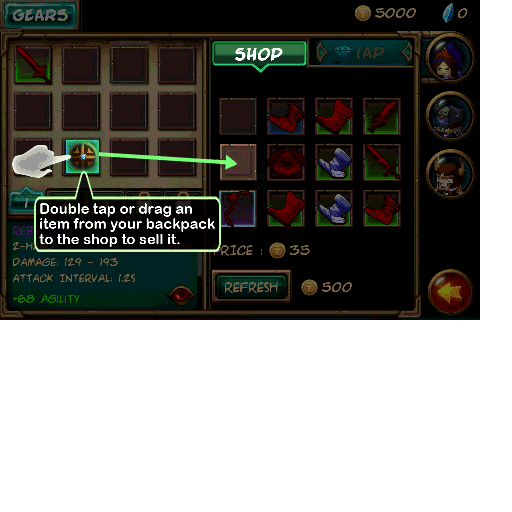 GEARS
5000
0
SHOP
TAP
Double tap or drag an
item from your backpack
to the shop to sell it.
DAMAGE: 129 - 193
ATTACK INTERVAL: 1.25
+68 AGILITY
PRICE : 35
REFRESH
500